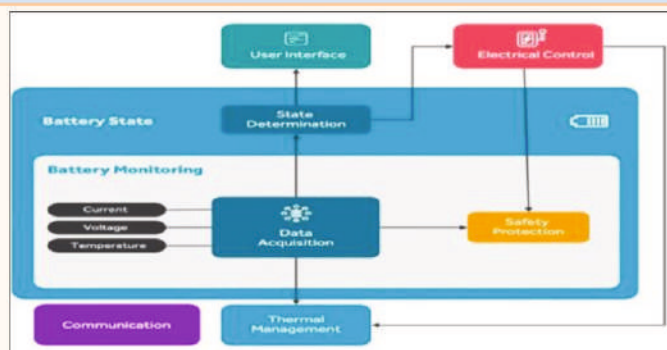 User Interface
Electrical Control
Battery State
State
Determination
Battery Monitoring
Current
Voltage
Temperature
Data
Acquisition
Safety
Protection
Communication
Thermal
Management